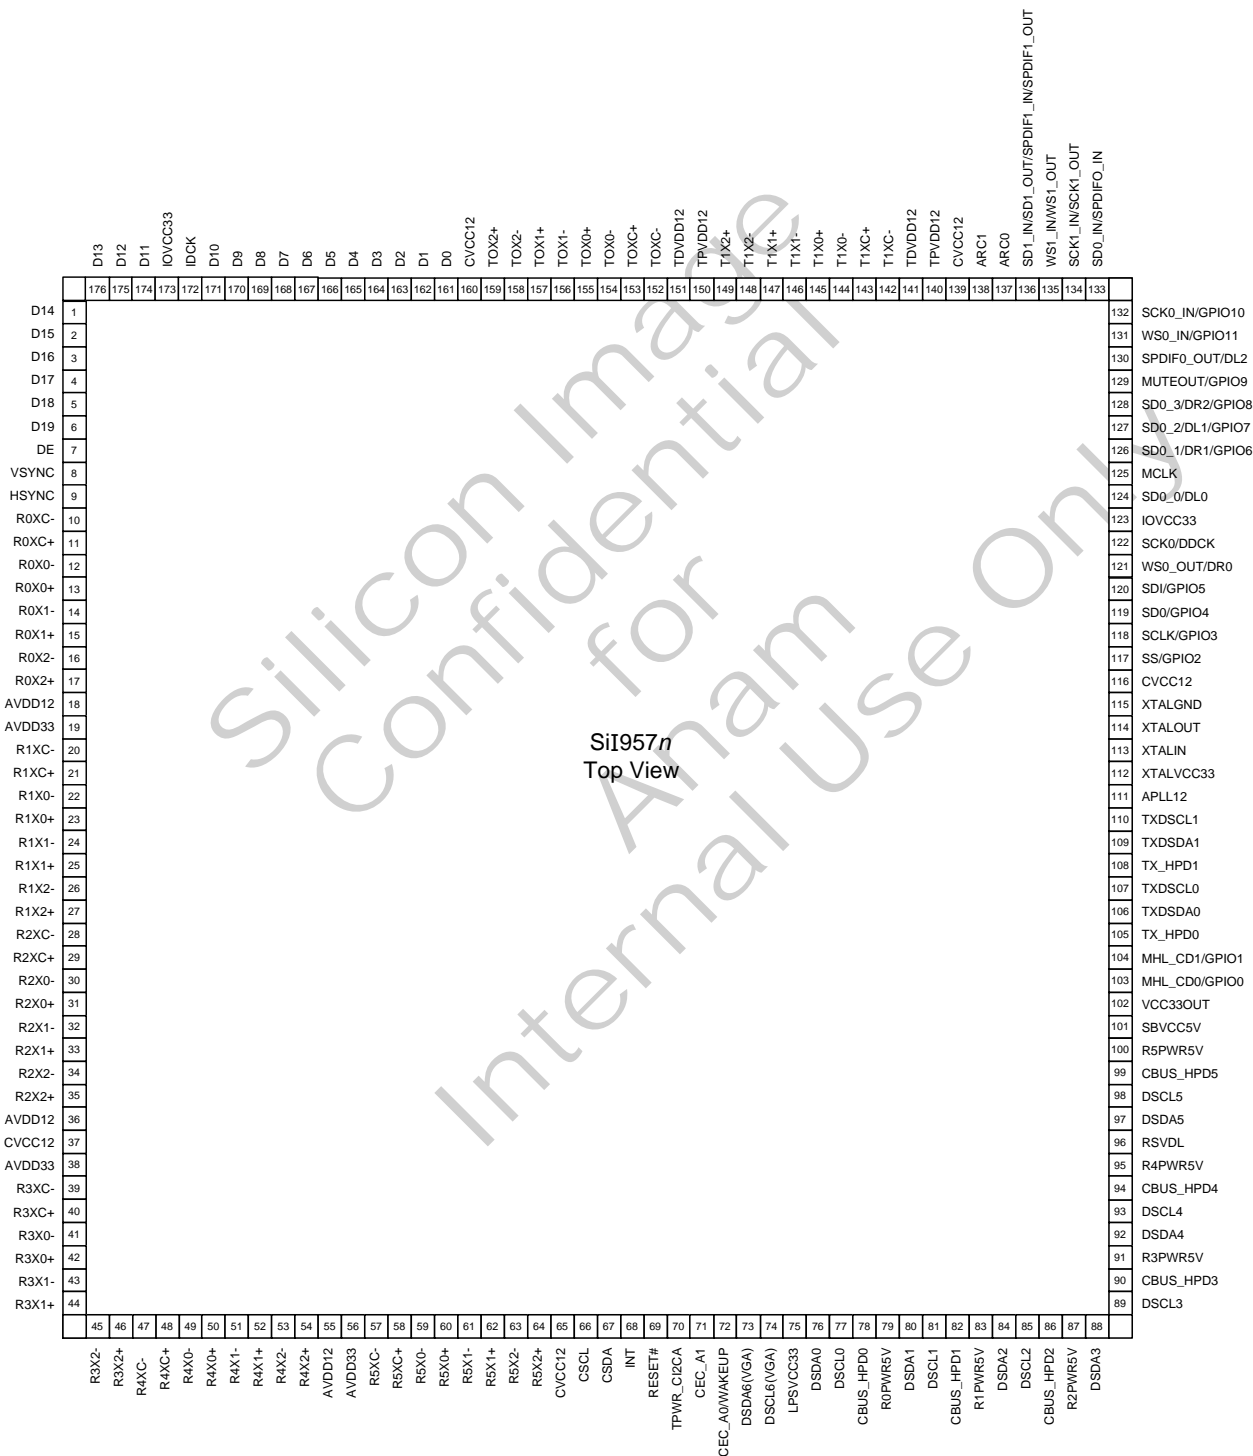 SD1_IN/SD1_OUT/SPDIF1_IN/SPDIF1_OUT
WS1_IN/WS1_OUT
SCK1_IN/SCK1_OUT
SD0_IN/SPDIFO_IN
D13 D12 D11 IOVCC33 IDCK D10 D9 D8 D7 D6 D5 D4 D3 D2 D1 D0 CVCC12 TOX2+ TOX2- TOX1+ TOX1- TOX0+ TOX0- TOXC+ TOXC- TDVDD12 TPVDD12 T1X2+ T1X2- T1X1+ T1X1- T1X0+ T1X0- T1XC+ T1XC- TDVDD12 TPVDD12 CVCC12 ARC1 ARC0
176 175 174 173 172 171 170 169 168 167 166 165 164 163 162 161 160 159 158 157 156 155 154 153 152 151 150 149 148 147 146 145 144 143 142 141 140 139 138 137 136 135 134 133
D14 1 132 SCK0_IN/GPIO10
D15 2 131 WS0_IN/GPIO11
D16 3 130 SPDIF0_OUT/DL2
D17 4 129 MUTEOUT/GPIO9
D18 5 128 SD0_3/DR2/GPIO8
D19 6 127 SD0_2/DL1/GPIO7
DE 7 126 SD0_1/DR1/GPIO6
VSYNC 8 125 MCLK
HSYNC 9 124 SD0_0/DL0
R0XC- 10 123 IOVCC33
R0XC+ 11 122 SCK0/DDCK
R0X0- 12 121 WS0_OUT/DR0
R0X0+ 13 120 SDI/GPIO5
R0X1- 14 119 SD0/GPIO4
R0X1+ 15 118 SCLK/GPIO3
R0X2- 16 117 SS/GPIO2
R0X2+ 17 116 CVCC12
AVDD12 18 115 XTALGND
AVDD33 19 114 XTALOUT
R1XC- 20 113 XTALIN
R1XC+ 21 112 XTALVCC33
R1X0- 22 111 APLL12
R1X0+ 23 110 TXDSCL1
R1X1- 24 109 TXDSDA1
R1X1+ 25 108 TX_HPD1
R1X2- 26 107 TXDSCL0
R1X2+ 27 106 TXDSDA0
R2XC- 28 105 TX_HPD0
R2XC+ 29 104 MHL_CD1/GPIO1
R2X0- 30 103 MHL_CD0/GPIO0
R2X0+ 31 102 VCC33OUT
R2X1- 32 101 SBVCC5V
R2X1+ 33 100 R5PWR5V
R2X2- 34 99 CBUS_HPD5
R2X2+ 35 98 DSCL5
AVDD12 36 97 DSDA5
CVCC12 37 96 RSVDL
AVDD33 38 95 R4PWR5V
R3XC- 39 94 CBUS_HPD4
R3XC+ 40 93 DSCL4
R3X0- 41 92 DSDA4
R3X0+ 42 91 R3PWR5V
R3X1- 43 90 CBUS_HPD3
R3X1+ 44 89 DSCL3
SiI957n
Top View
Silicon Image
Confidential
for
Anam
Internal Use Only
45 46 47 48 49 50 51 52 53 54 55 56 57 58 59 60 61 62 63 64 65 66 67 68 69 70 71 72 73 74 75 76 77 78 79 80 81 82 83 84 85 86 87 88
R3X2- R3X2+ R4XC- R4XC+ R4X0- R4X0+ R4X1- R4X1+ R4X2- R4X2+ AVDD12 AVDD33 R5XC- R5XC+ R5X0- R5X0+ R5X1- R5X1+ R5X2- R5X2+ CVCC12 CSCL CSDA INT RESET# TPWR_CI2CA CEC_A1 CEC_A0/WAKEUP DSDA6(VGA) DSCL6(VGA) LPSVCC33 DSDA0 DSCL0 CBUS_HPD0 R0PWR5V DSDA1 DSCL1 CBUS_HPD1 R1PWR5V DSDA2 DSCL2 CBUS_HPD2 R2PWR5V DSDA3